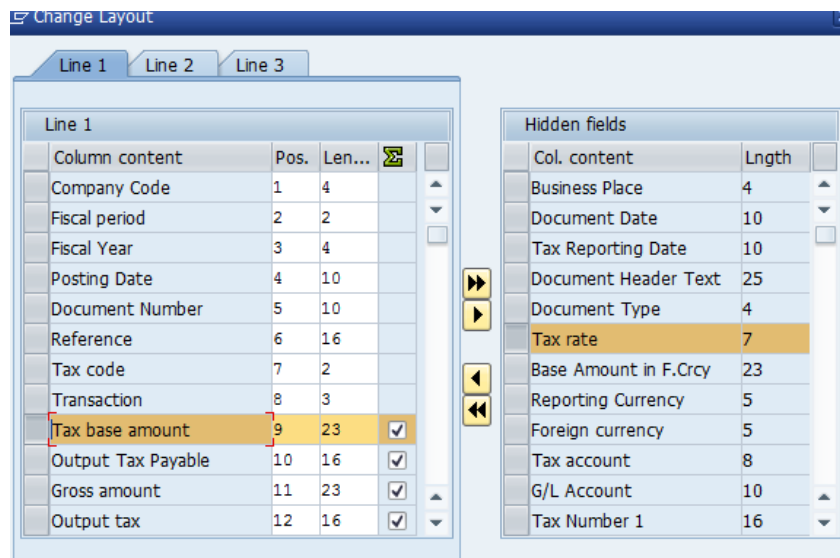 Change Layout
Line 1 Line 2 Line 3
Line 1
Column content Pos. Len...
Company Code 1 4
Fiscal period 2 2
Fiscal Year 3 4
Posting Date 4 10
Document Number 5 10
Reference 6 16
Tax code 7 2
Transaction 8 3
Tax base amount 9 23
Output Tax Payable 10 16
Gross amount 11 23
Output tax 12 16
Hidden fields
Col. content Lngth
Business Place 4
Document Date 10
Tax Reporting Date 10
Document Header Text 25
Document Type 4
Tax rate 7
Base Amount in F.Crcy 23
Reporting Currency 5
Foreign currency 5
Tax account 8
G/L Account 10
Tax Number 1 16